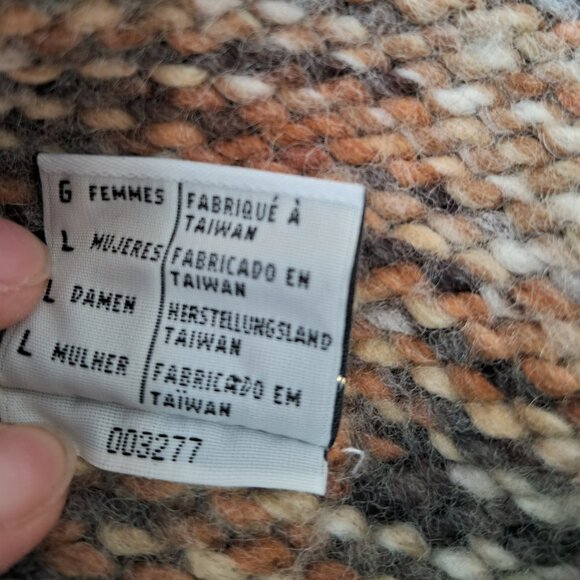 G FEMMES FABRIQUÉ À
TAIWAN
L MUJERES FABRICADO EN
TAIWAN
L DAMEN HERSTELLUNGSLAND
TAIWAN
L MULHER FABRICADO EM
TAIWAN
003277